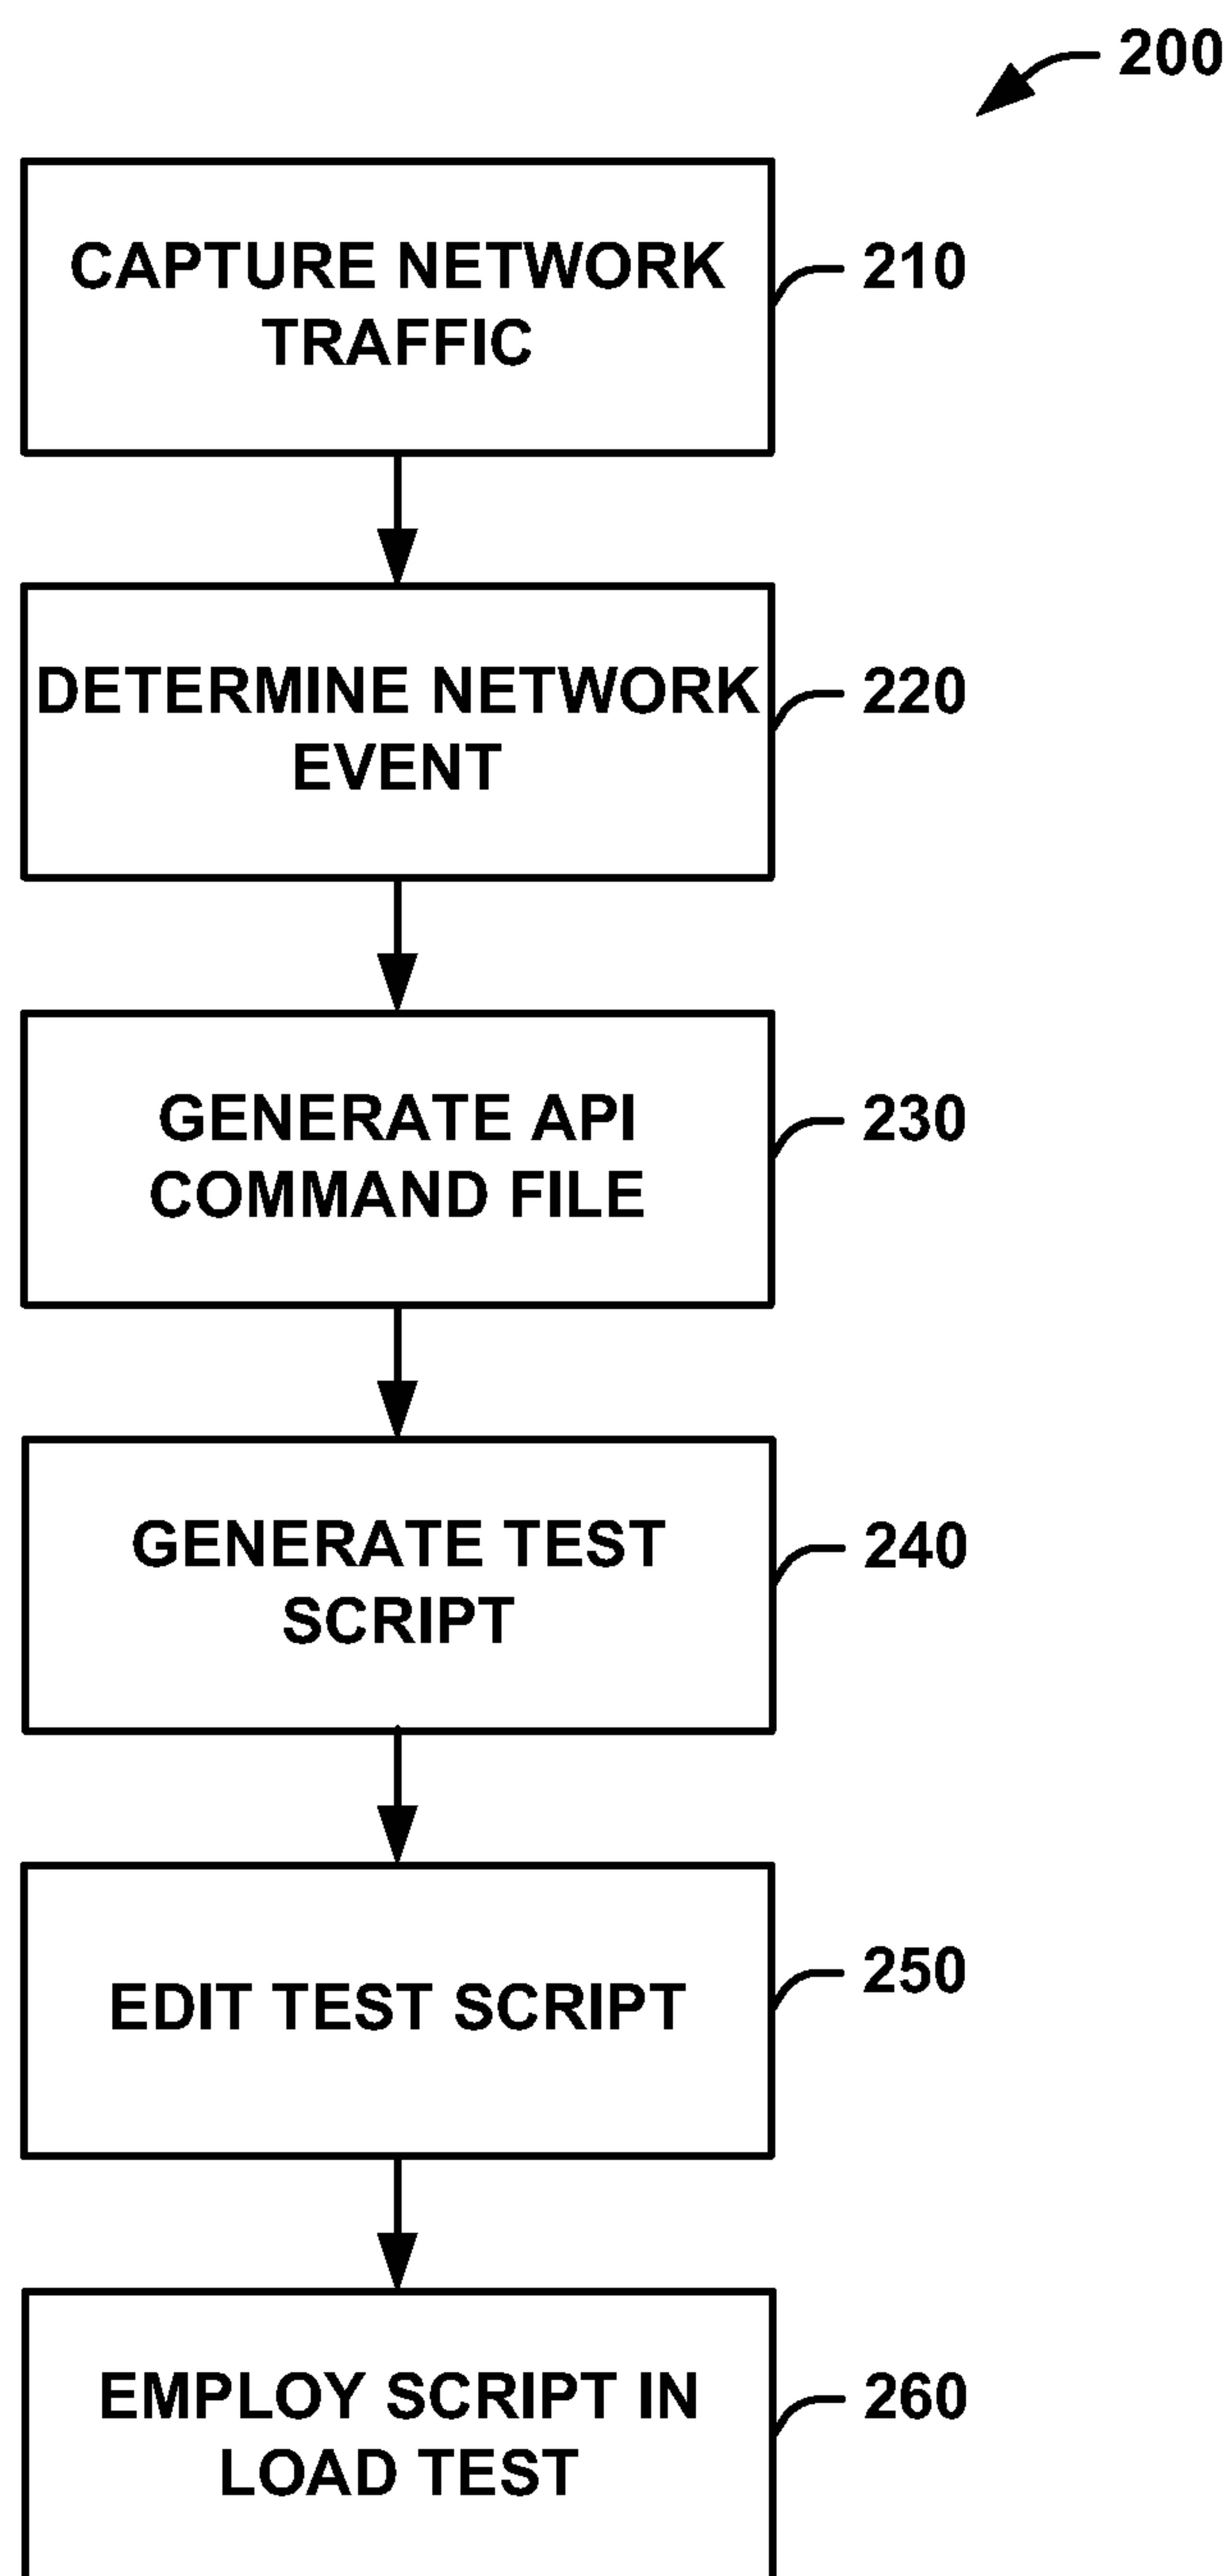 200
CAPTURE NETWORK
TRAFFIC
210
DETERMINE NETWORK
EVENT
220
GENERATE API
COMMAND FILE
230
GENERATE TEST
SCRIPT
240
EDIT TEST SCRIPT
250
EMPLOY SCRIPT IN
LOAD TEST
260